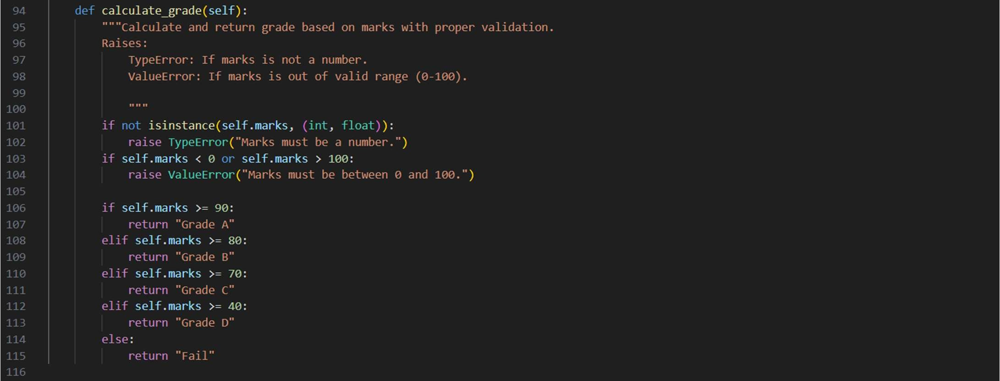 94 def calculate_grade(self):
95 """Calculate and return grade based on marks with proper validation.
96 Raises:
97 TypeError: If marks is not a number.
98 ValueError: If marks is out of valid range (0-100).
99
100 """
101 if not isinstance(self.marks, (int, float)):
102 raise TypeError("Marks must be a number.")
103 if self.marks < 0 or self.marks > 100:
104 raise ValueError("Marks must be between 0 and 100.")
105
106 if self.marks >= 90:
107 return "Grade A"
108 elif self.marks >= 80:
109 return "Grade B"
110 elif self.marks >= 70:
111 return "Grade C"
112 elif self.marks >= 40:
113 return "Grade D"
114 else:
115 return "Fail"
116